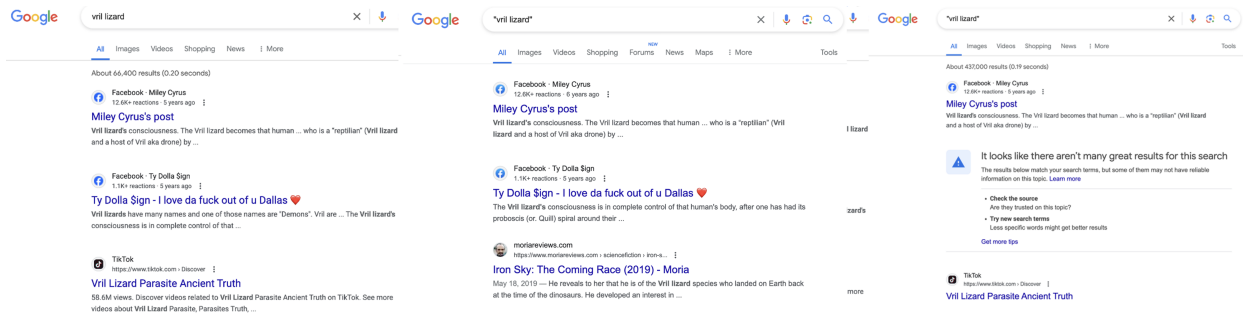 Google
vril lizard
All Images Videos Shopping News More
About 66,400 results (0.20 seconds)
Facebook · Miley Cyrus
12.6K+ reactions · 5 years ago
Miley Cyrus's post
Vril lizard's consciousness. The Vril lizard becomes that human ... who is a "reptilian" (Vril lizard
and a host of Vril aka drone) by ...
Facebook · Ty Dolla $ign
1.1K+ reactions · 5 years ago
Ty Dolla $ign - I love da fuck out of u Dallas ❤️
Vril lizards have many names and one of those names are "Demons". Vril are ... The Vril lizard's
consciousness is in complete control of that ...
TikTok
https://www.tiktok.com › Discover
Vril Lizard Parasite Ancient Truth
58.6M views. Discover videos related to Vril Lizard Parasite Ancient Truth on TikTok. See more
videos about Vril Lizard Parasite, Parasites Truth, ...
Google
"vril lizard"
All Images Videos Shopping Forums NEW News Maps More Tools
Facebook · Miley Cyrus
12.6K+ reactions · 6 years ago
Miley Cyrus's post
Vril lizard's consciousness. The Vril lizard becomes that human ... who is a "reptilian" (Vril
lizard and a host of Vril aka drone) by ...
Facebook · Ty Dolla $ign
1.1K+ reactions · 5 years ago
Ty Dolla $ign - I love da fuck out of u Dallas ❤️
The Vril lizard's consciousness is in complete control of that human's body, after one has had its
proboscis (or. Quill) spiral around their ...
moriareviews.com
https://www.moriareviews.com › sciencefiction › iron-s...
Iron Sky: The Coming Race (2019) - Moria
May 18, 2019 — He reveals to her that he is of the Vril lizard species who landed on Earth back
at the time of the dinosaurs. He developed an interest in ...
l lizard
zard's
more
Google
"vril lizard"
All Images Videos Shopping News More Tools
About 437,000 results (0.19 seconds)
Facebook · Miley Cyrus
12.6K+ reactions · 5 years ago
Miley Cyrus's post
Vril lizard's consciousness. The Vril lizard becomes that human ... who is a "reptilian" (Vril lizard
and a host of Vril aka drone) by ...
It looks like there aren't many great results for this search
The results below match your search terms, but some of them may not have reliable
information on this topic. Learn more
• Check the source
Are they trusted on this topic?
• Try new search terms
Less specific words might get better results
Get more tips
TikTok
https://www.tiktok.com › Discover
Vril Lizard Parasite Ancient Truth